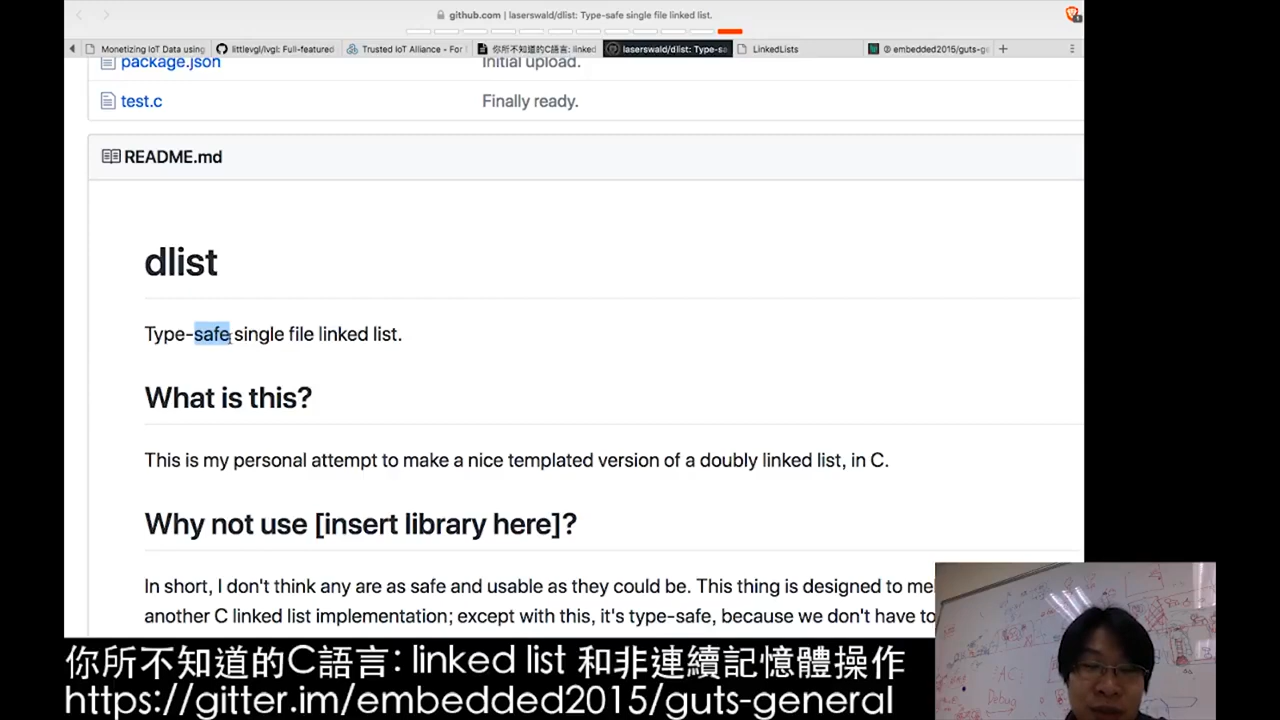 github.com | laserswald/dlist: Type-safe single file linked list.
Monetizing IoT Data using
littlevgl/lvgl: Full-featured
Trusted IoT Alliance - For
你所不知道的C語言: linked
laserswald/dlist: Type-sa
LinkedLists
embedded2015/guts-ge
package.json
Initial upload.
test.c
Finally ready.
README.md
dlist
Type-safe single file linked list.
What is this?
This is my personal attempt to make a nice templated version of a doubly linked list, in C.
Why not use [insert library here]?
In short, I don't think any are as safe and usable as they could be. This thing is designed to me
another C linked list implementation; except with this, it's type-safe, because we don't have to
AC
Debug
你所不知道的C語言: linked list 和非連續記憶體操作
https://gitter.im/embedded2015/guts-general